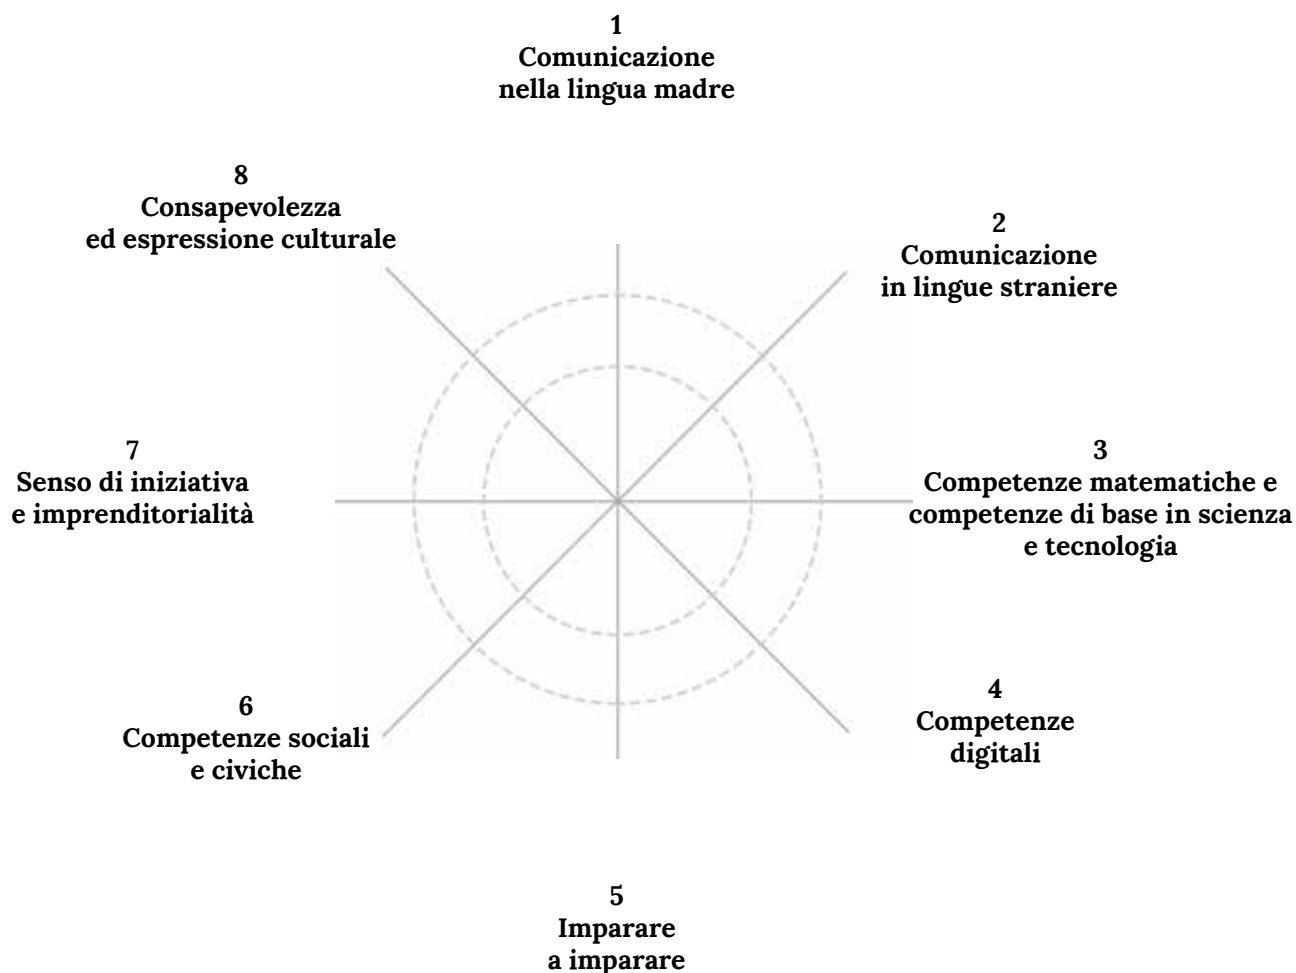 1
Comunicazione
nella lingua madre
2
Comunicazione
in lingue straniere
3
Competenze matematiche e
competenze di base in scienza
e tecnologia
4
Competenze
digitali
5
Imparare
a imparare
6
Competenze sociali
e civiche
7
Senso di iniziativa
e imprenditorialità
8
Consapevolezza
ed espressione culturale